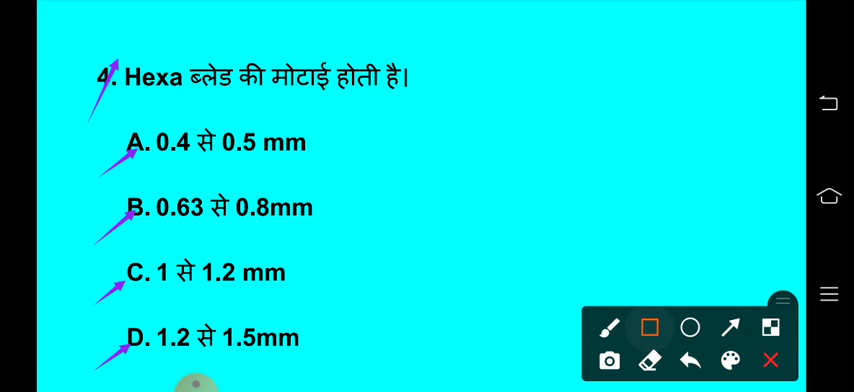 4. Hexa ब्लेड की मोटाई होती है।
A. 0.4 से 0.5 mm
B. 0.63 से 0.8mm
C. 1 से 1.2 mm
D. 1.2 से 1.5mm